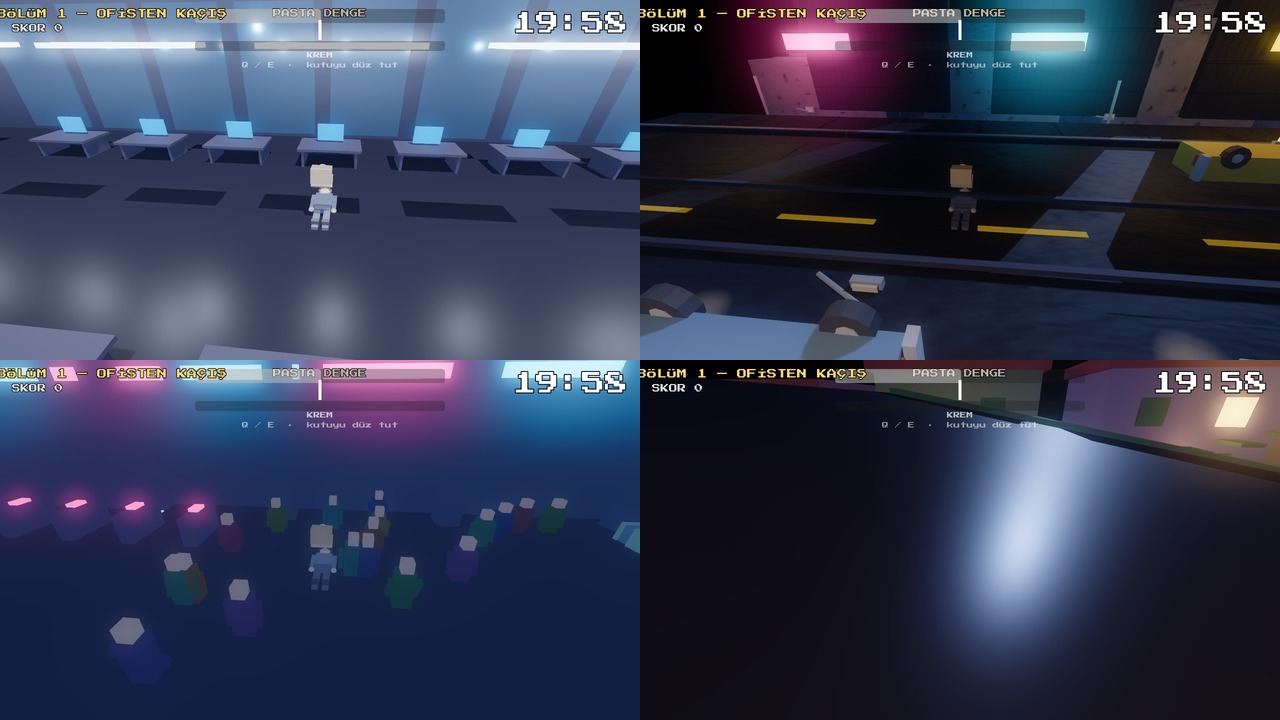 BÖLÜM 1 — OFİSTEN KAÇIŞ
PASTA DENGE
19:58
SKOR 0
KREM
Q / E · kutuyu düz tut
BÖLÜM 1 — OFİSTEN KAÇIŞ
PASTA DENGE
19:58
SKOR 0
KREM
Q / E · kutuyu düz tut
BÖLÜM 1 — OFİSTEN KAÇIŞ
PASTA DENGE
19:58
SKOR 0
KREM
Q / E · kutuyu düz tut
BÖLÜM 1 — OFİSTEN KAÇIŞ
PASTA DENGE
19:58
SKOR 0
KREM
Q / E · kutuyu düz tut